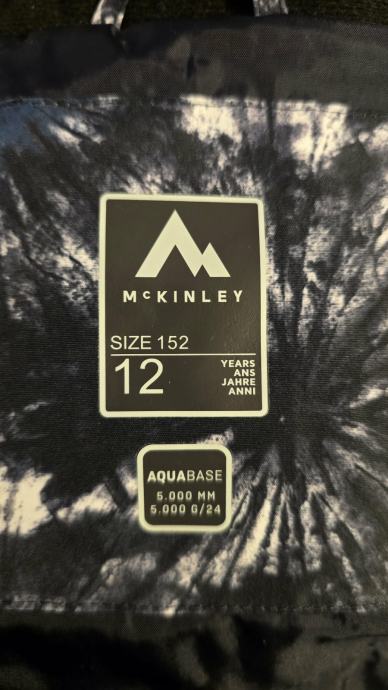 McKINLEY
SIZE 152
12
YEARS
ANS
JAHRE
ANNI
AQUABASE
5.000 MM
5.000 G/24